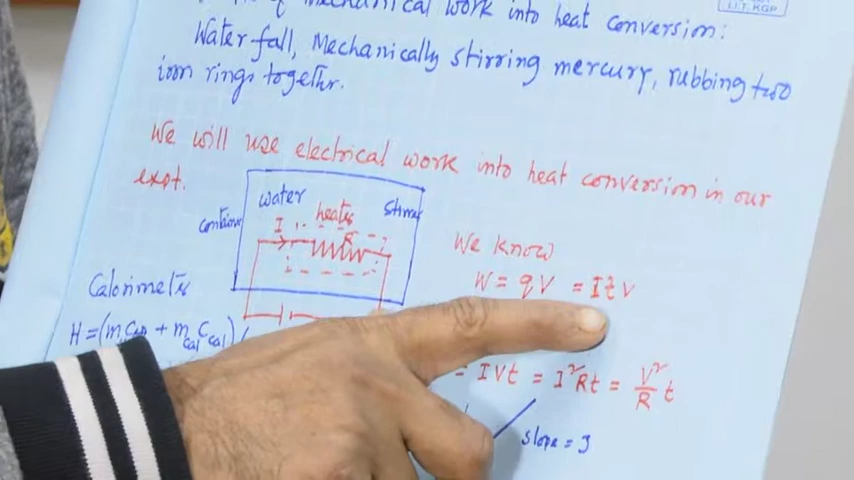 of Mechanical work into heat conversion:
I.I.T. KGP
Water fall, Mechanically stirring mercury, rubbing two
iron rings together.
We will use electrical work into heat conversion in our
expt.
water
heater
stirrer
container
I
R
We know
W = qV = ItV
Calorimeter
H = (m C + m_cal C_cal)
= IVt = I²Rt = V²/R t
slope = J